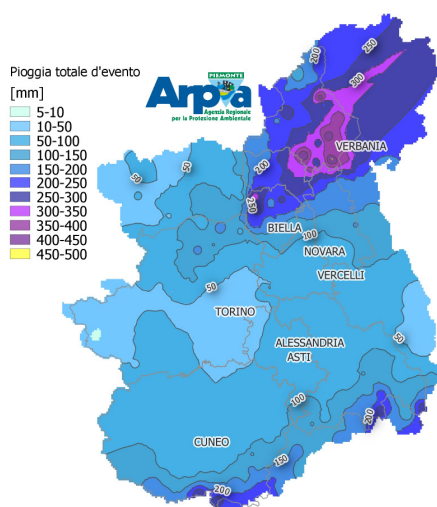 Pioggia totale d'evento
[mm]
5-10
10-50
50-100
100-150
150-200
200-250
250-300
300-350
350-400
400-450
450-500
PIEMONTE
Arpa
Agenzia Regionale
per la Protezione Ambientale
200
250
300
VERBANIA
50
50
200
200
BIELLA
100
NOVARA
VERCELLI
50
TORINO
50
ALESSANDRIA
ASTI
100
200
CUNEO
150
200